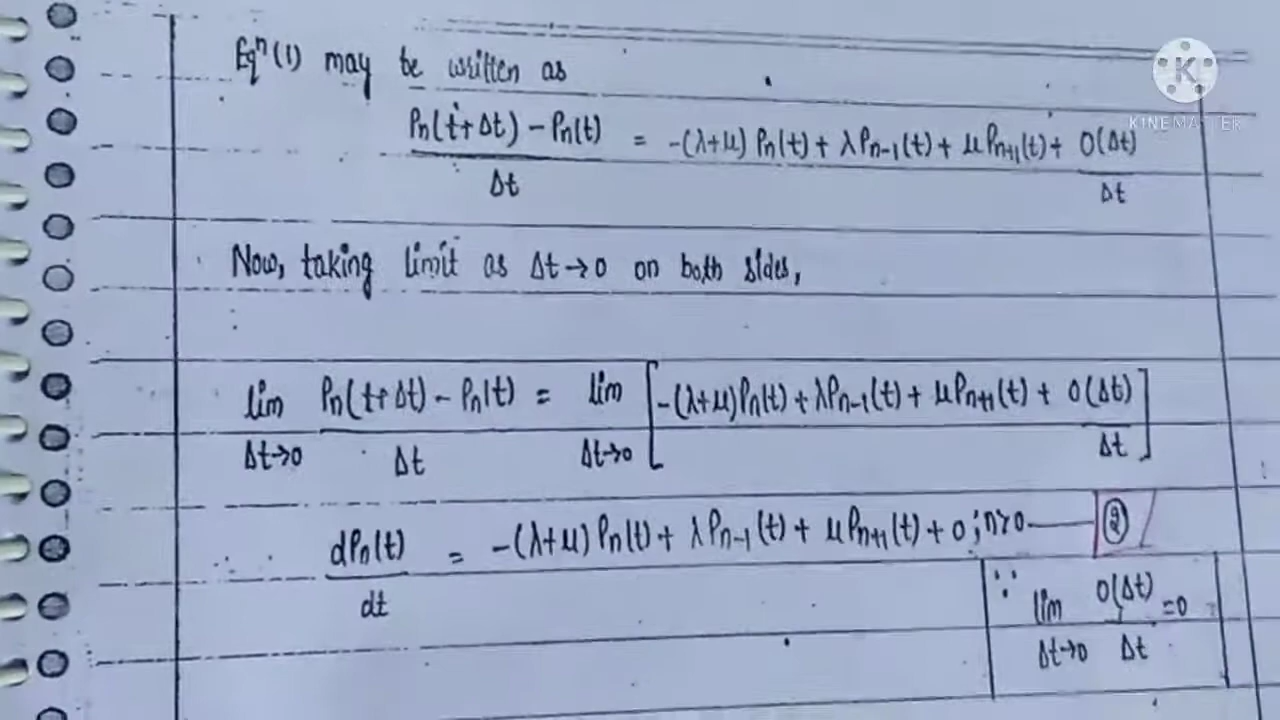 Eqⁿ(1) may be written as
Pn(t+Δt) - Pn(t) = -(λ+μ) Pn(t) + λPn-1(t) + μPn+1(t) + O(Δt)
Δt Δt
Now, taking limit as Δt→0 on both sides,
lim Pn(t+Δt) - Pn(t) = lim [-(λ+μ)Pn(t) + λPn-1(t) + μPn+1(t) + O(Δt)]
Δt→0 Δt Δt→0 Δt
dPn(t) = -(λ+μ) Pn(t) + λPn-1(t) + μPn+1(t) + 0 ; n>0 — ②
dt
∵ lim O(Δt) = 0
Δt→0 Δt
K
KINEMASTER